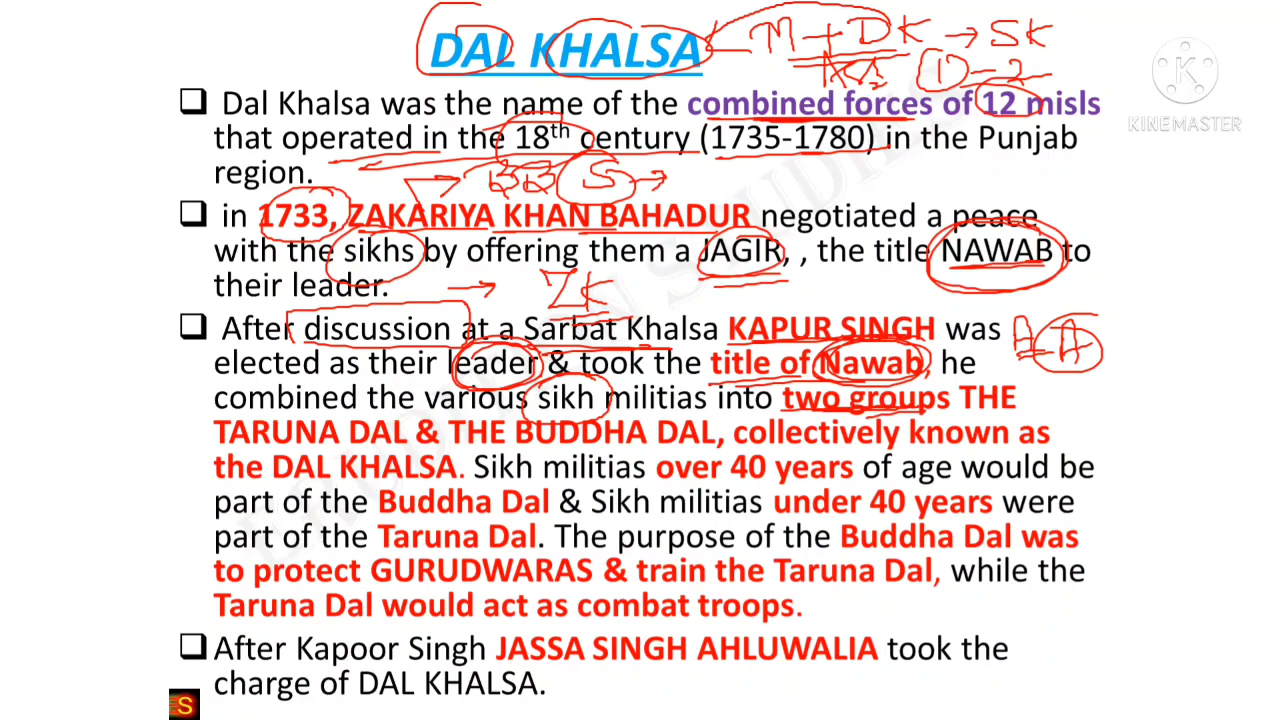 DAL KHALSA
M + DK → SK
1 - 2
K
KINEMASTER
❑ Dal Khalsa was the name of the combined forces of 12 misls
that operated in the 18th century (1735-1780) in the Punjab
region.
BB S →
❑ in 1733, ZAKARIYA KHAN BAHADUR negotiated a peace
with the sikhs by offering them a JAGIR, , the title NAWAB to
their leader.
→ ZK
❑ After discussion at a Sarbat Khalsa KAPUR SINGH was
A A
elected as their leader & took the title of Nawab, he
combined the various sikh militias into two groups THE
TARUNA DAL & THE BUDDHA DAL, collectively known as
the DAL KHALSA. Sikh militias over 40 years of age would be
part of the Buddha Dal & Sikh militias under 40 years were
part of the Taruna Dal. The purpose of the Buddha Dal was
to protect GURUDWARAS & train the Taruna Dal, while the
Taruna Dal would act as combat troops.
❑ After Kapoor Singh JASSA SINGH AHLUWALIA took the
charge of DAL KHALSA.
S